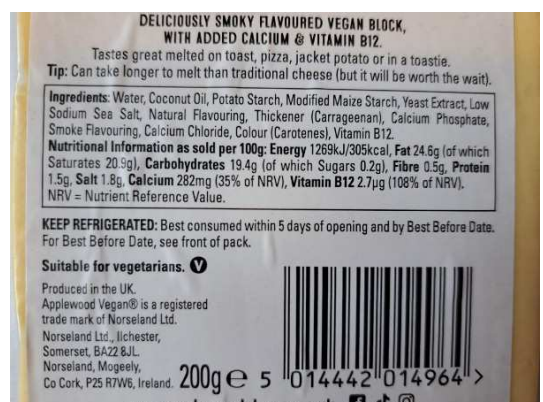 DELICIOUSLY SMOKY FLAVOURED VEGAN BLOCK,
WITH ADDED CALCIUM & VITAMIN B12.
Tastes great melted on toast, pizza, jacket potato or in a toastie.
Tip: Can take longer to melt than traditional cheese (but it will be worth the wait).
Ingredients: Water, Coconut Oil, Potato Starch, Modified Maize Starch, Yeast Extract, Low
Sodium Sea Salt, Natural Flavouring, Thickener (Carrageenan), Calcium Phosphate,
Smoke Flavouring, Calcium Chloride, Colour (Carotenes), Vitamin B12.
Nutritional Information as sold per 100g: Energy 1269kJ/305kcal, Fat 24.6g (of which
Saturates 20.9g), Carbohydrates 19.4g (of which Sugars 0.2g), Fibre 0.5g, Protein
1.5g, Salt 1.8g, Calcium 282mg (35% of NRV), Vitamin B12 2.7µg (108% of NRV).
NRV = Nutrient Reference Value.
KEEP REFRIGERATED: Best consumed within 5 days of opening and by Best Before Date.
For Best Before Date, see front of pack.
Suitable for vegetarians. V
Produced in the UK.
Applewood Vegan® is a registered
trade mark of Norseland Ltd.
Norseland Ltd., Ilchester,
Somerset, BA22 8JL.
Norseland, Mogeely,
Co Cork, P25 R7W6, Ireland.
200g e
5 014442 014964 >